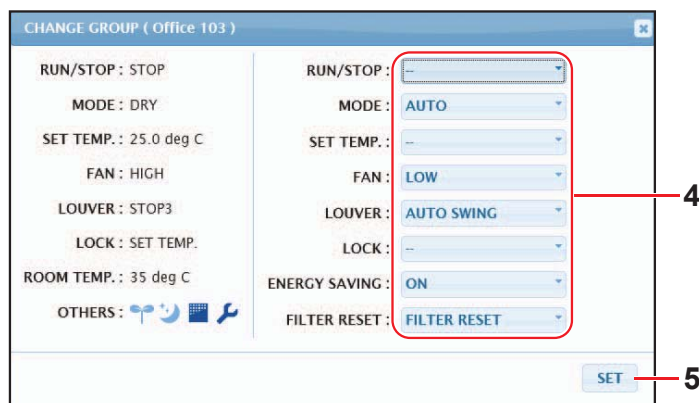 CHANGE GROUP ( Office 103 )
RUN/STOP : STOP
MODE : DRY
SET TEMP. : 25.0 deg C
FAN : HIGH
LOUVER : STOP3
LOCK : SET TEMP.
ROOM TEMP. : 35 deg C
OTHERS :
RUN/STOP : --
MODE : AUTO
SET TEMP. : --
FAN : LOW
LOUVER : AUTO SWING
LOCK : --
ENERGY SAVING : ON
FILTER RESET : FILTER RESET
4
SET
5